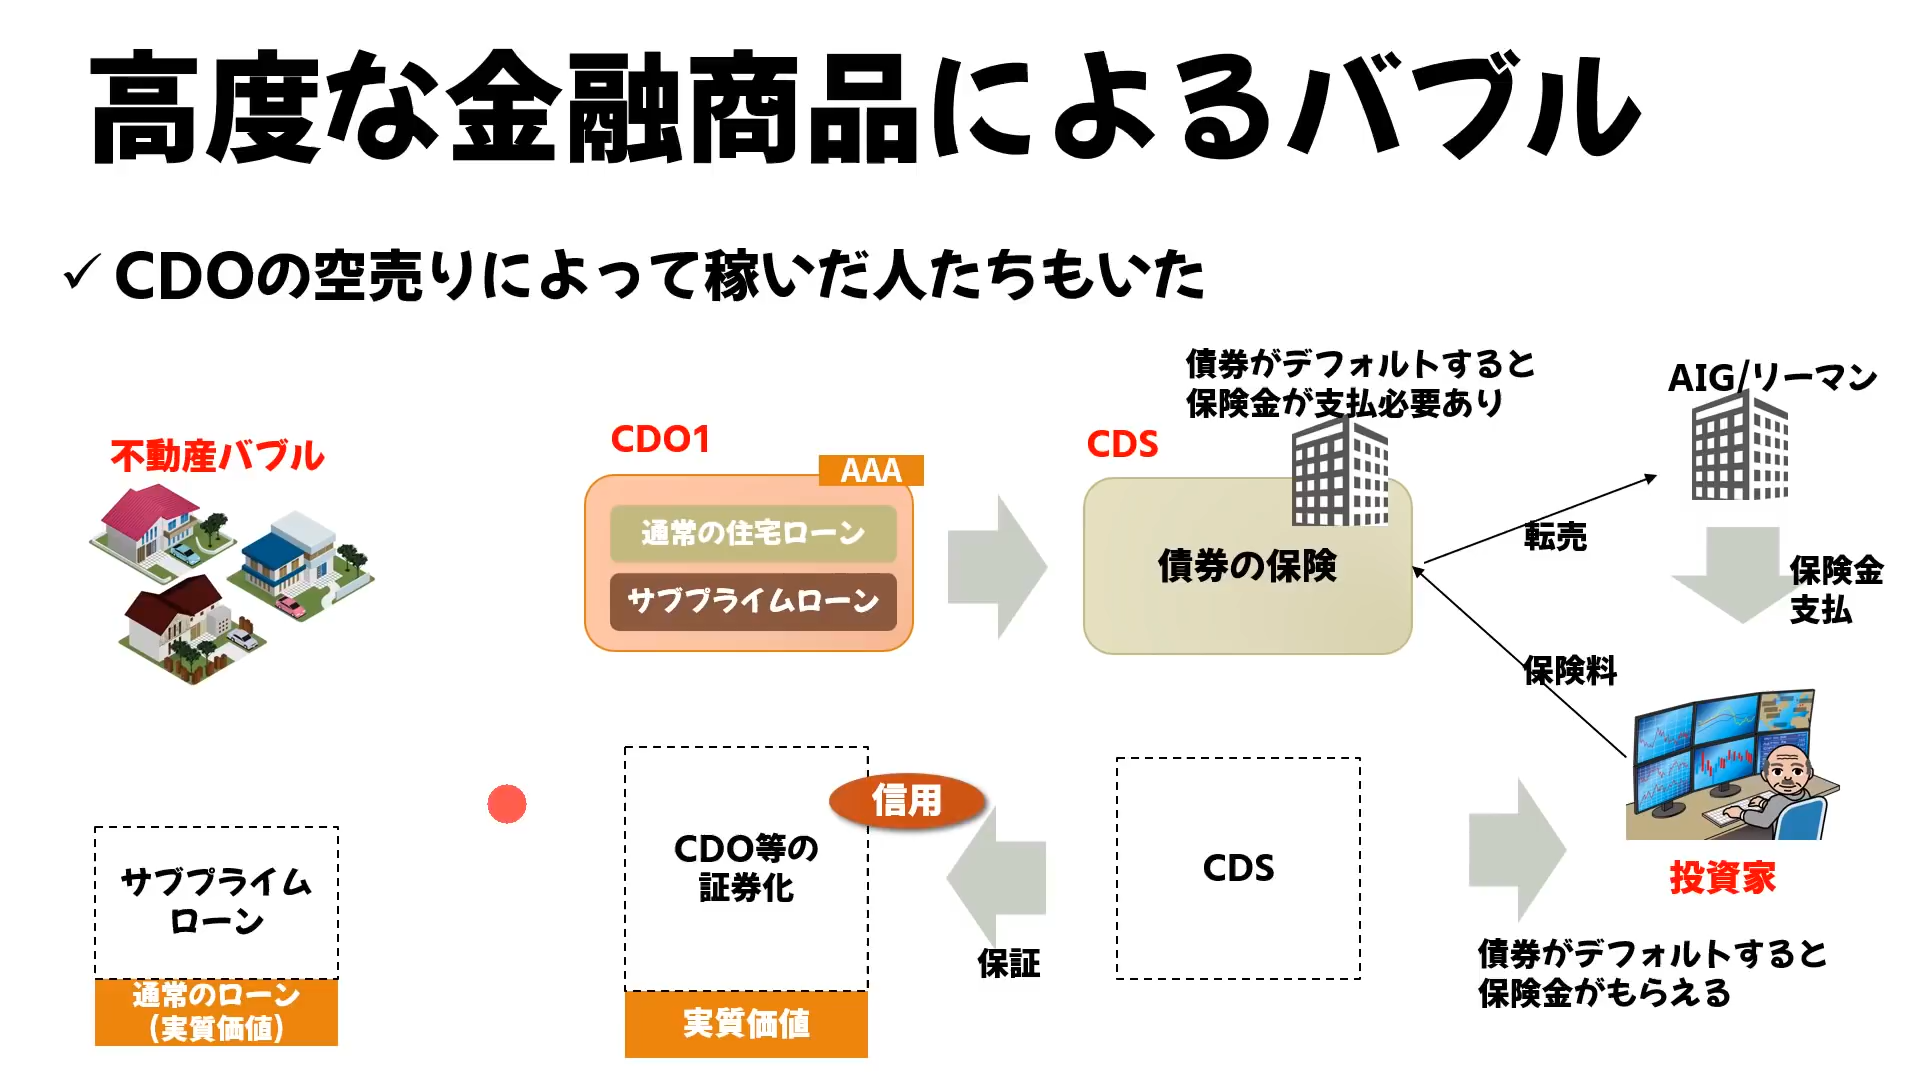 高度な金融商品によるバブル
✓CDOの空売りによって稼いだ人たちもいた
債券がデフォルトすると
保険金が支払必要あり
AIG/リーマン
不動産バブル
CDO1
AAA
通常の住宅ローン
サブプライムローン
CDS
債券の保険
転売
保険金
支払
保険料
サブプライム
ローン
通常のローン
(実質価値)
CDO等の
証券化
信用
実質価値
保証
CDS
投資家
債券がデフォルトすると
保険金がもらえる